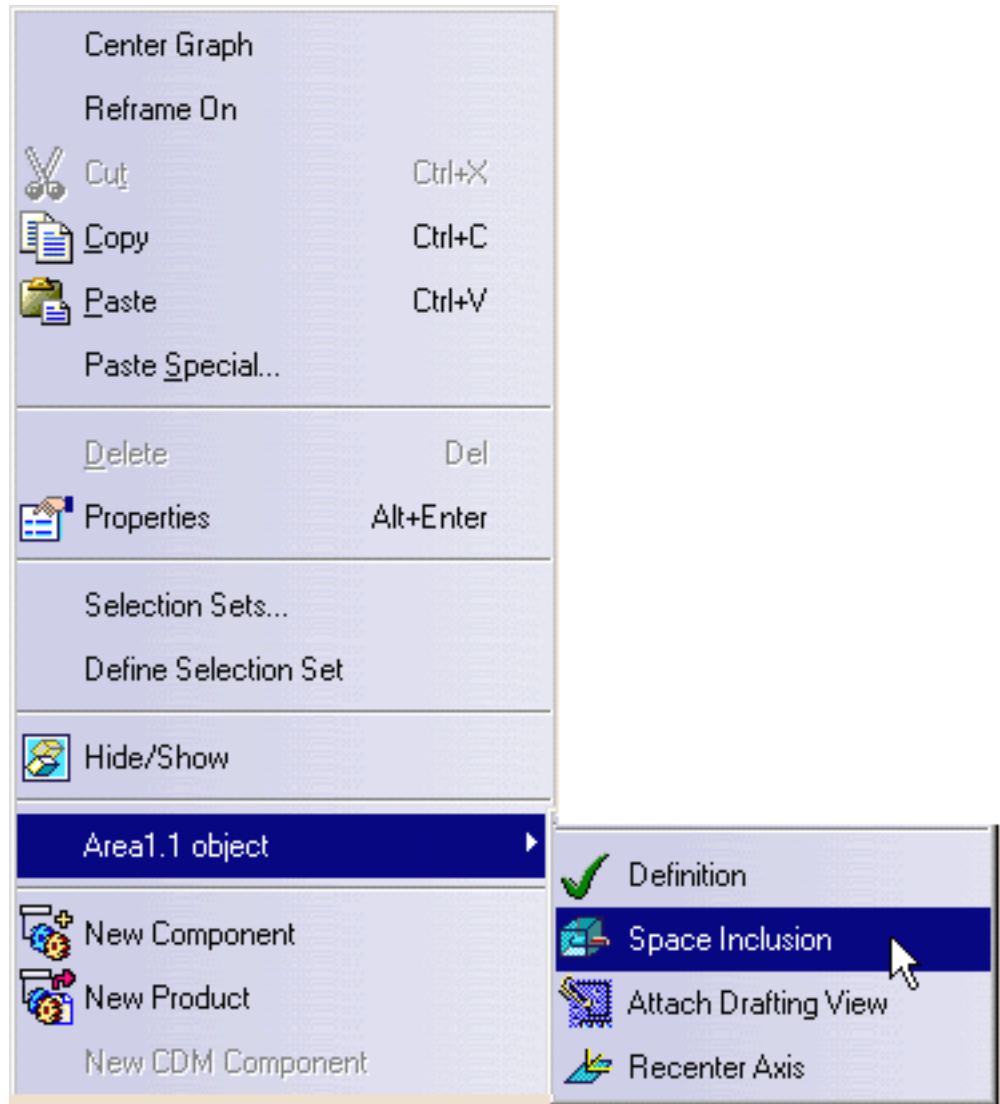 Center Graph
Reframe On
Cut Ctrl+X
Copy Ctrl+C
Paste Ctrl+V
Paste Special...
Delete Del
Properties Alt+Enter
Selection Sets...
Define Selection Set
Hide/Show
Area1.1 object
Definition
New Component
Space Inclusion
New Product
Attach Drafting View
New CDM Component
Recenter Axis